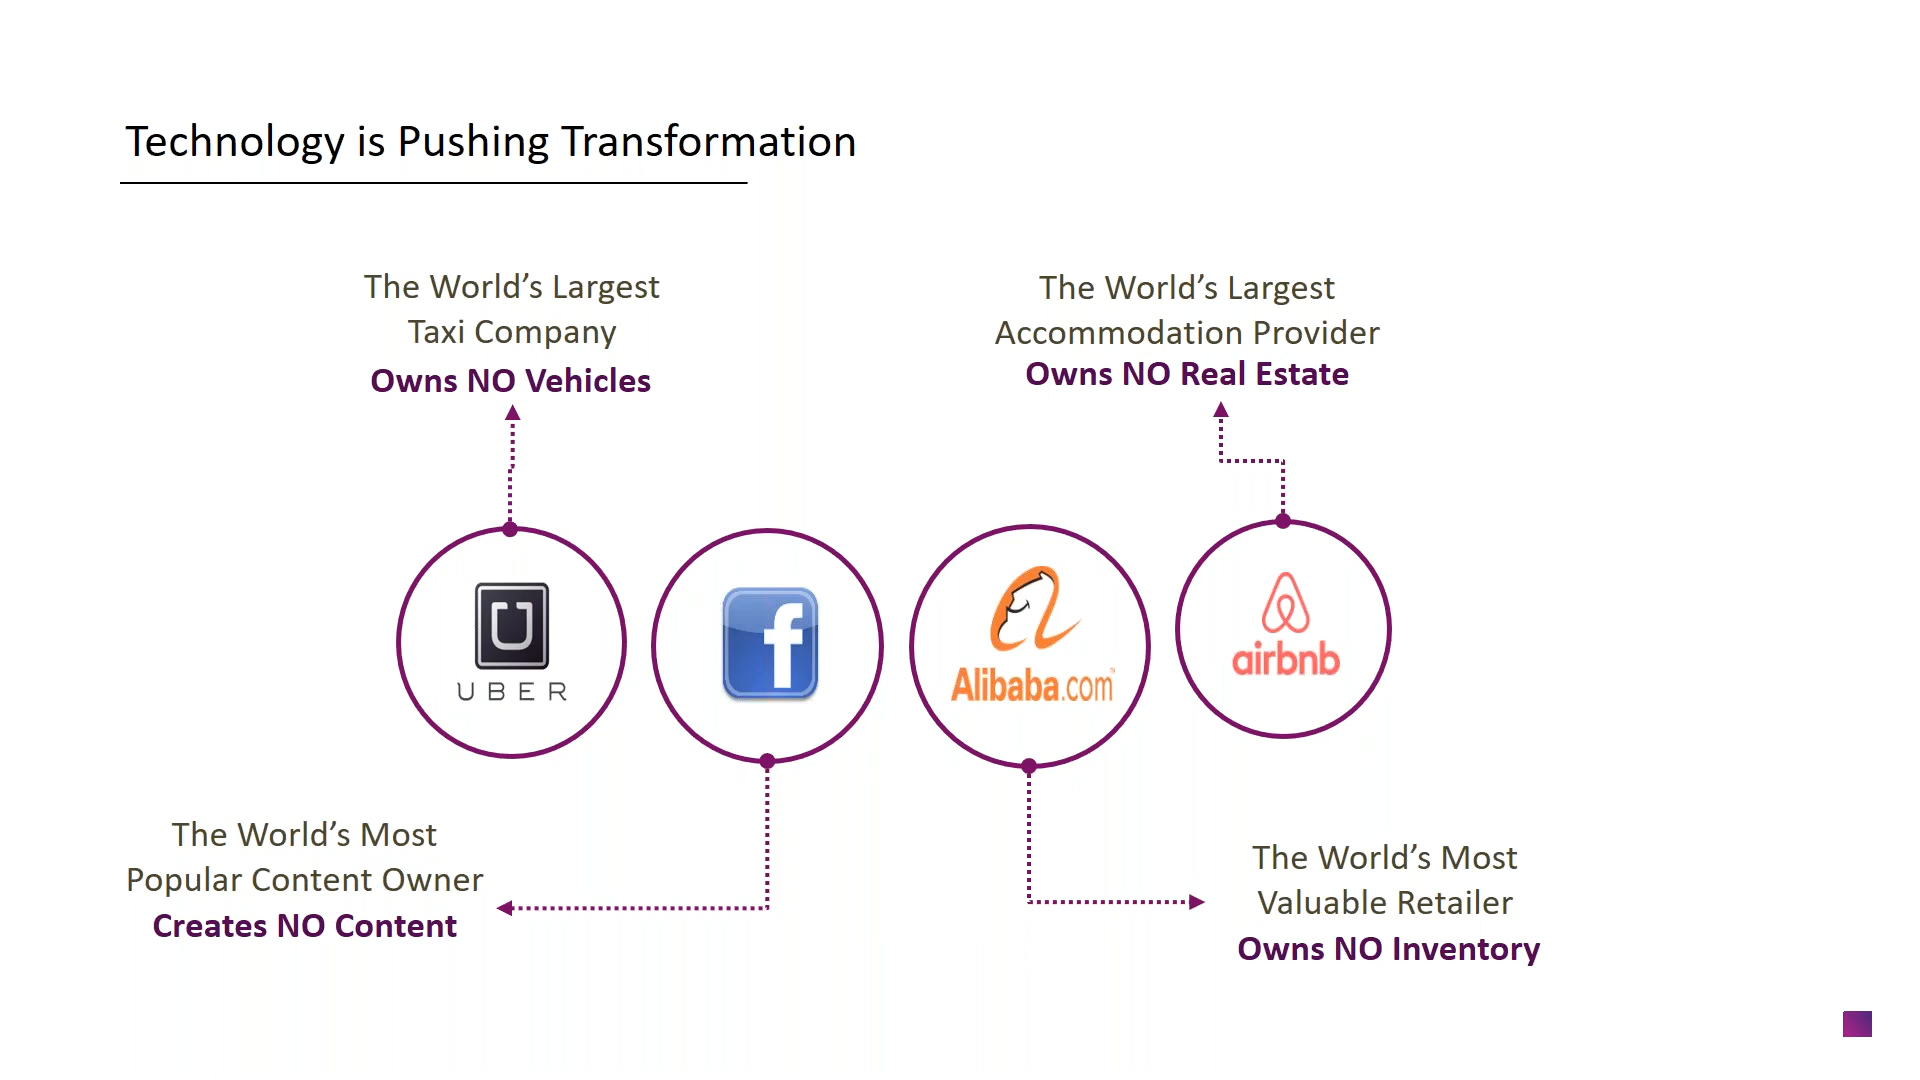 Technology is Pushing Transformation
The World’s Largest
Taxi Company
Owns NO Vehicles
The World’s Largest
Accommodation Provider
Owns NO Real Estate
U
UBER
f
Alibaba.com™
airbnb
The World’s Most
Popular Content Owner
Creates NO Content
The World’s Most
Valuable Retailer
Owns NO Inventory